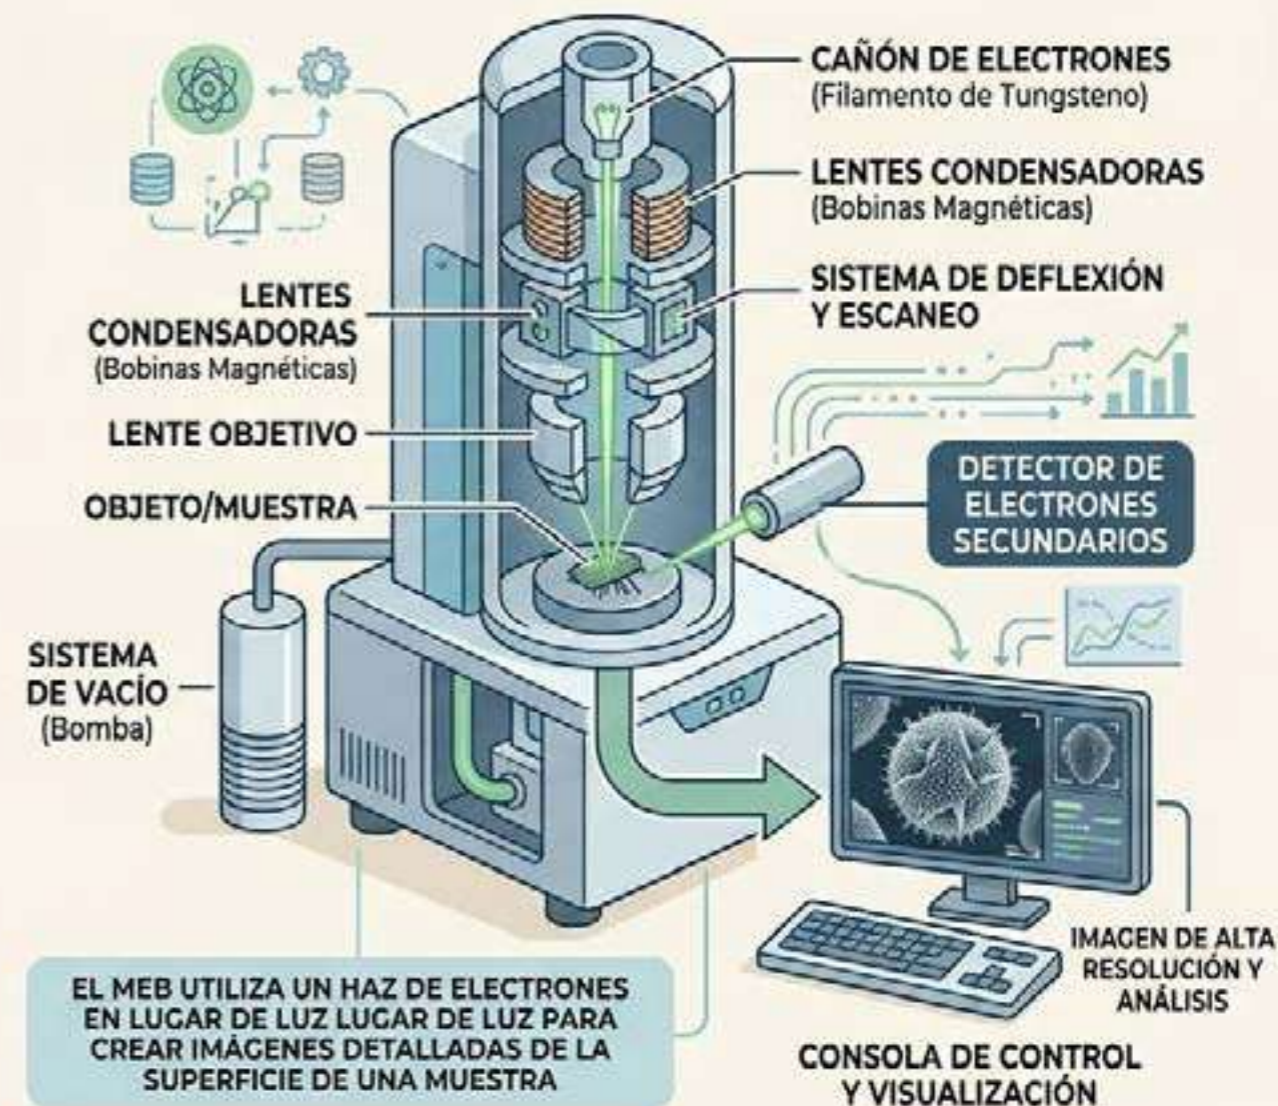 CAÑÓN DE ELECTRONES
(Filamento de Tungsteno)
LENTES CONDENSADORAS
(Bobinas Magnéticas)
SISTEMA DE DEFLEXIÓN
Y ESCANEO
LENTES
CONDENSADORAS
(Bobinas Magnéticas)
LENTE OBJETIVO
OBJETO/MUESTRA
DETECTOR DE
ELECTRONES
SECUNDARIOS
SISTEMA
DE VACÍO
(Bomba)
IMAGEN DE ALTA
RESOLUCIÓN Y
ANÁLISIS
EL MEB UTILIZA UN HAZ DE ELECTRONES
EN LUGAR DE LUZ LUGAR DE LUZ PARA
CREAR IMÁGENES DETALLADAS DE LA
SUPERFICIE DE UNA MUESTRA
CONSOLA DE CONTROL
Y VISUALIZACIÓN